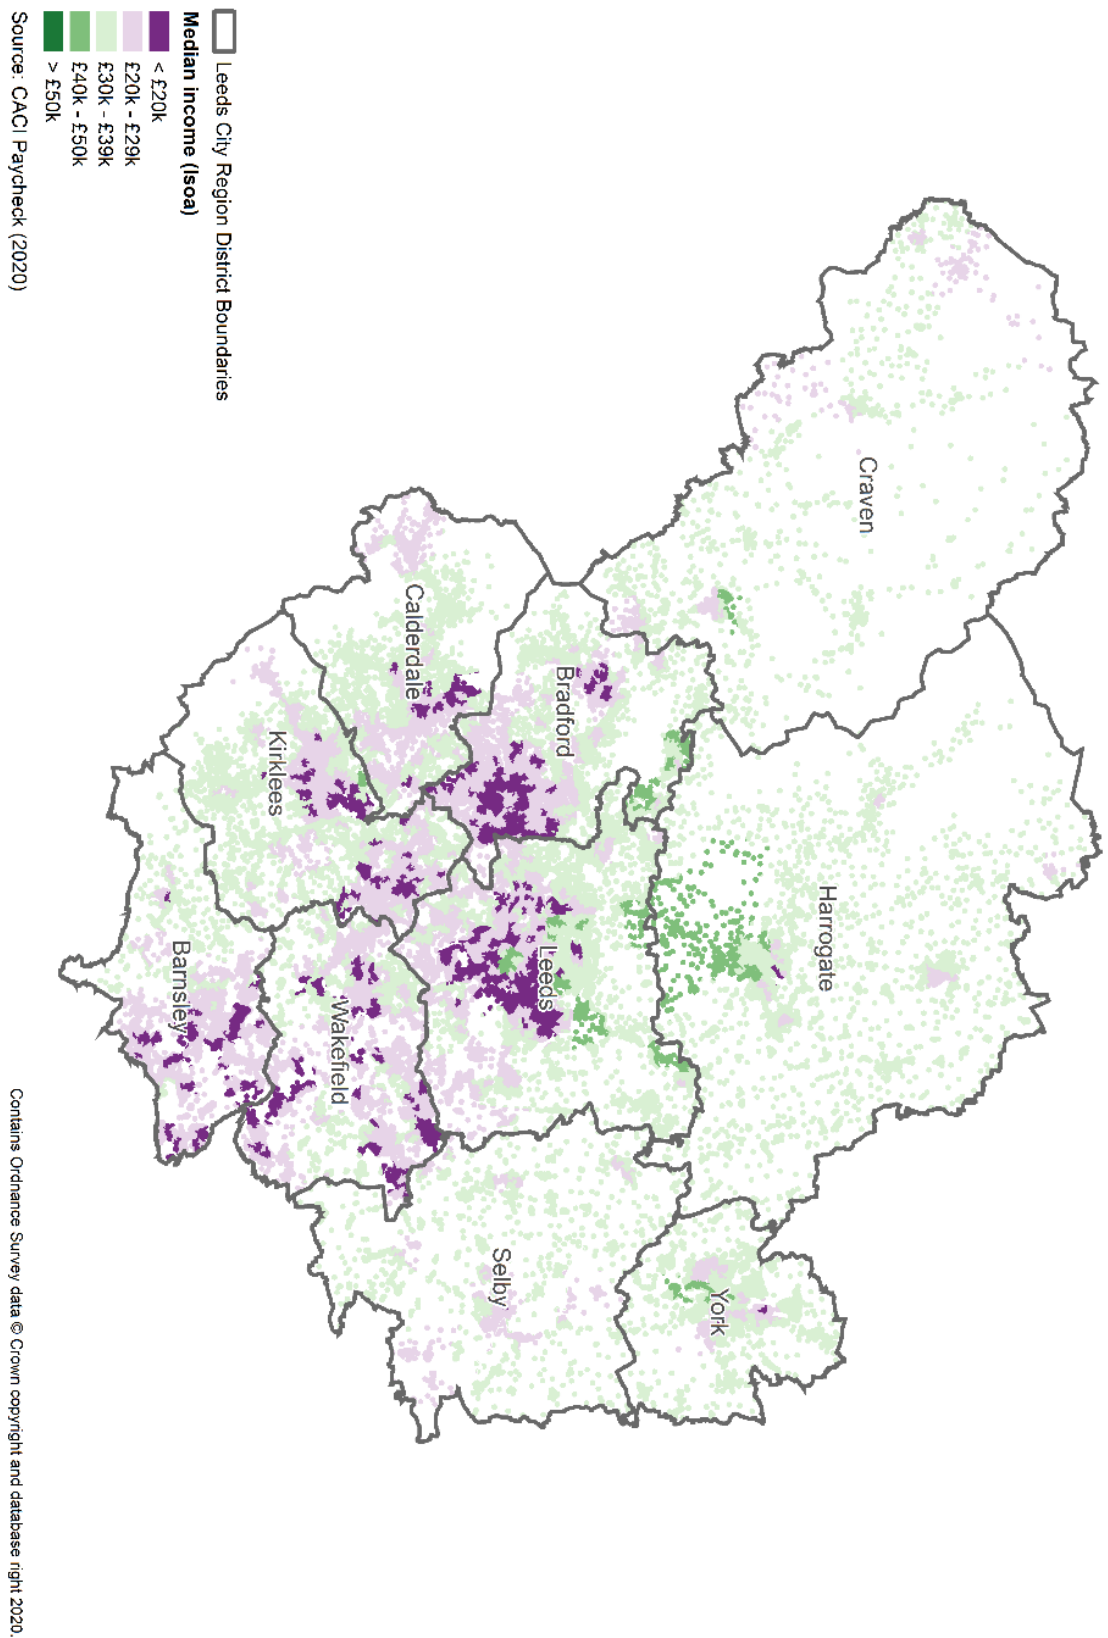 Craven
Harrogate
York
Bradford
Leeds
Selby
Calderdale
Kirklees
Wakefield
Barnsley
Leeds City Region District Boundaries
Median income (lsoa)
< £20k
£20k - £29k
£30k - £39k
£40k - £50k
> £50k
Source: CACI Paycheck (2020)
Contains Ordnance Survey data © Crown copyright and database right 2020.